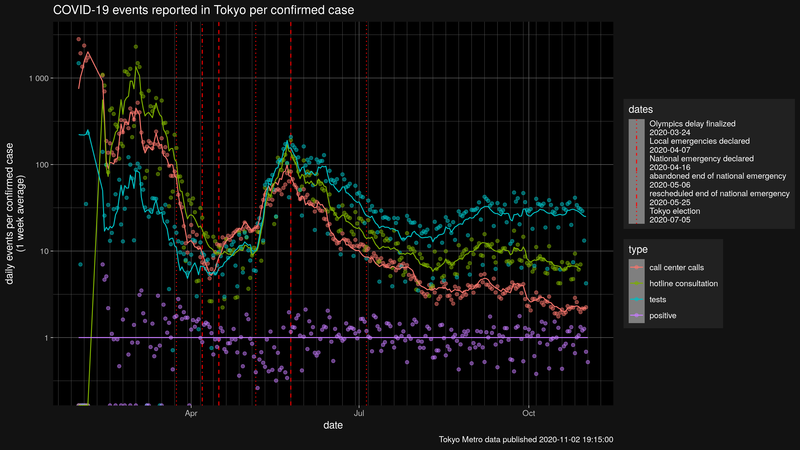 COVID-19 events reported in Tokyo per confirmed case
daily events per confirmed case
(1 week average)
1 000
100
10
1
Apr
Jul
Oct
date
dates
Olympics delay finalized
2020-03-24
Local emergencies declared
2020-04-07
National emergency declared
2020-04-16
abandoned end of national emergency
2020-05-06
rescheduled end of national emergency
2020-05-25
Tokyo election
2020-07-05
type
call center calls
hotline consultation
tests
positive
Tokyo Metro data published 2020-11-02 19:15:00